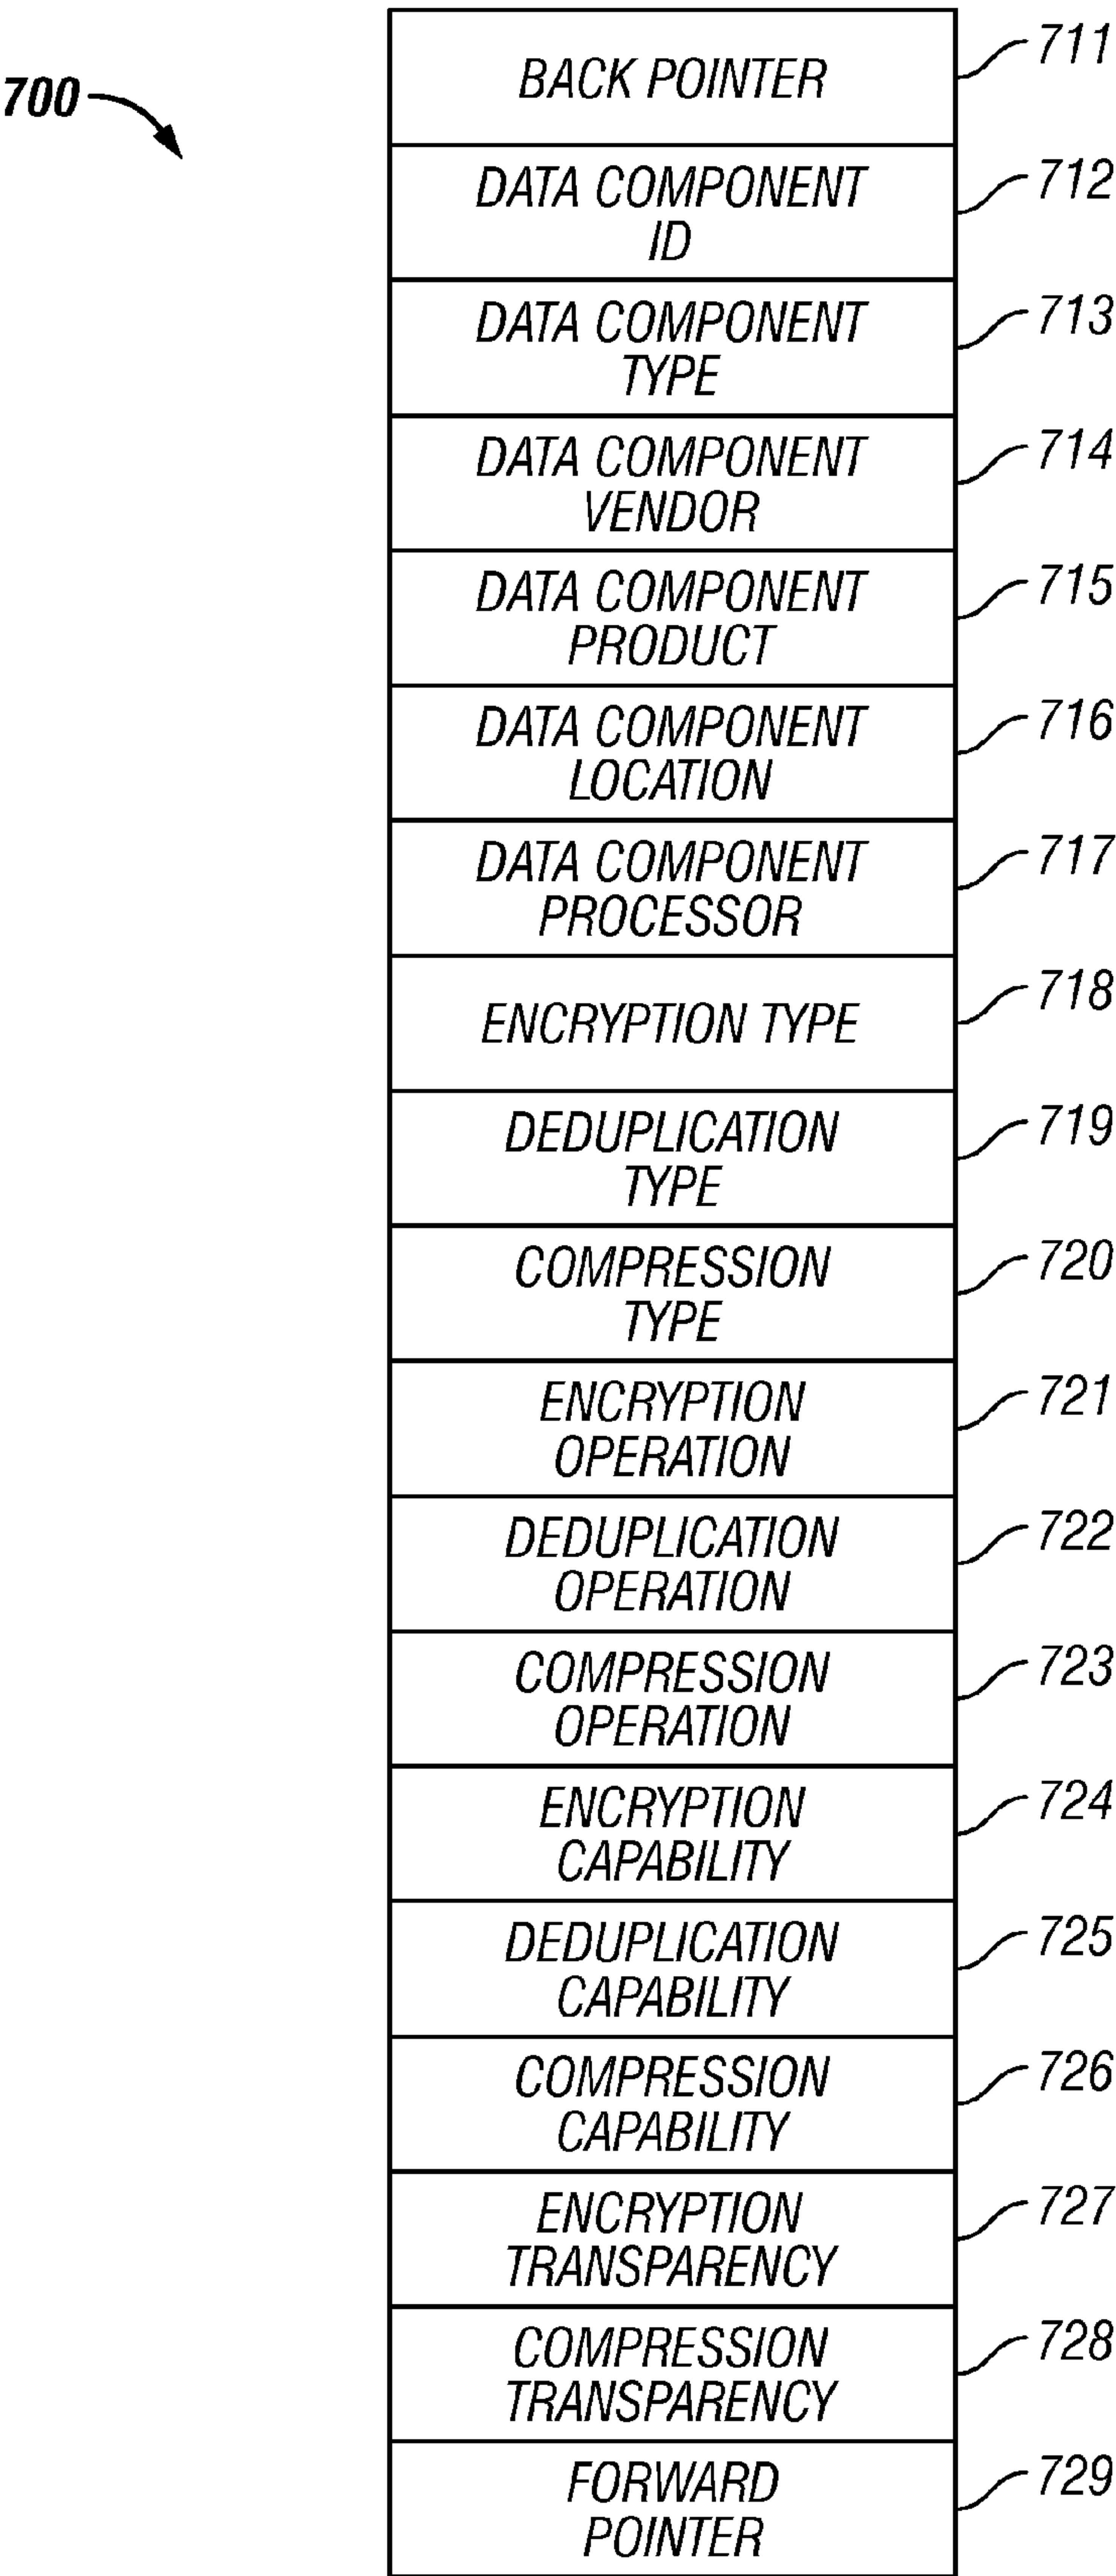 700
BACK POINTER
711
DATA COMPONENT
ID
712
DATA COMPONENT
TYPE
713
DATA COMPONENT
VENDOR
714
DATA COMPONENT
PRODUCT
715
DATA COMPONENT
LOCATION
716
DATA COMPONENT
PROCESSOR
717
ENCRYPTION TYPE
718
DEDUPLICATION
TYPE
719
COMPRESSION
TYPE
720
ENCRYPTION
OPERATION
721
DEDUPLICATION
OPERATION
722
COMPRESSION
OPERATION
723
ENCRYPTION
CAPABILITY
724
DEDUPLICATION
CAPABILITY
725
COMPRESSION
CAPABILITY
726
ENCRYPTION
TRANSPARENCY
727
COMPRESSION
TRANSPARENCY
728
FORWARD
POINTER
729